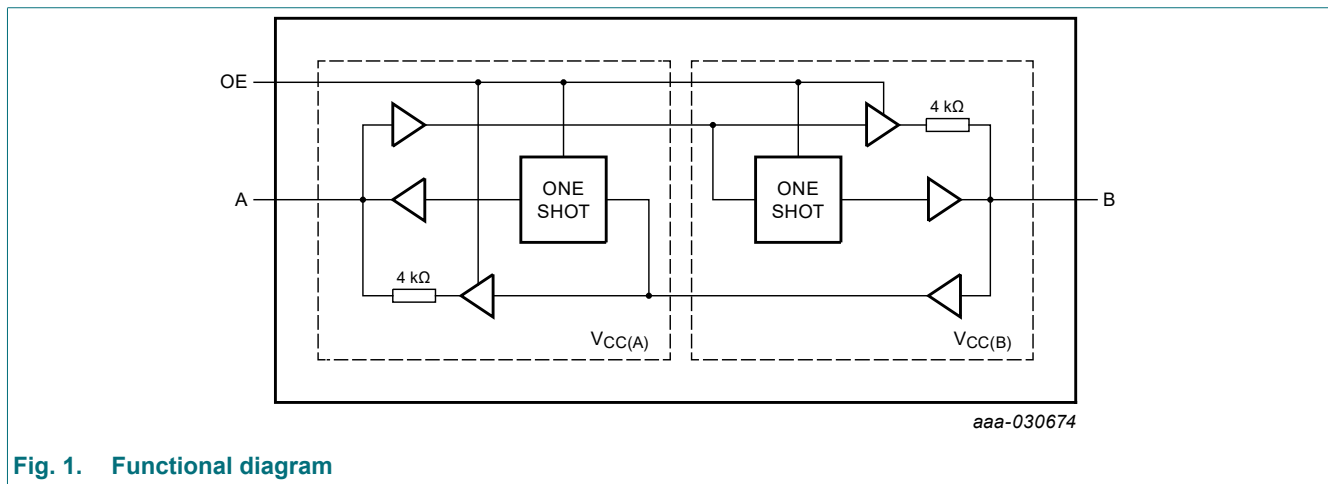 OE
4 kΩ
A
ONE
SHOT
ONE
SHOT
B
4 kΩ
VCC(A)
VCC(B)
aaa-030674
Fig. 1. Functional diagram